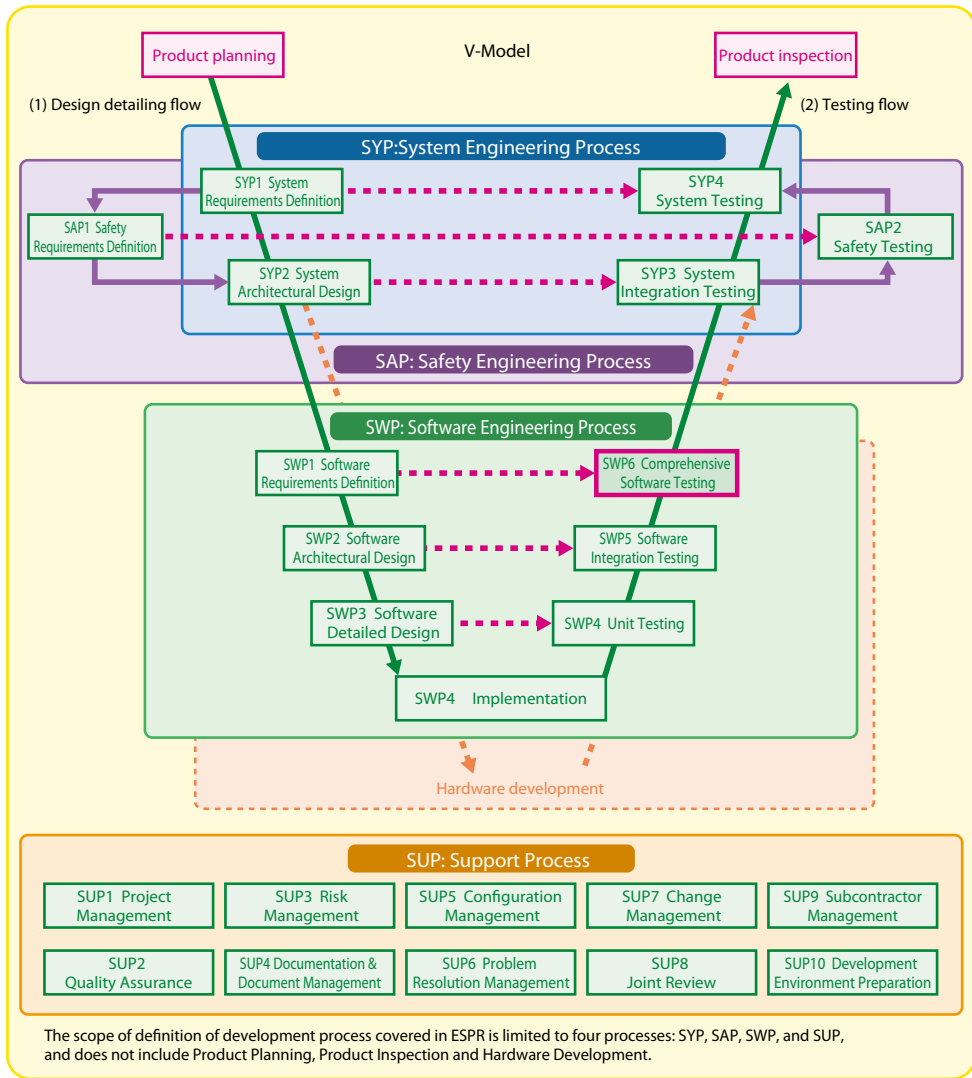 V-Model
Product planning
Product inspection
(1) Design detailing flow
(2) Testing flow
SYP:System Engineering Process
SYP1 System
Requirements Definition
SYP4
System Testing
SAP1 Safety
Requirements Definition
SAP2
Safety Testing
SYP2 System
Architectural Design
SYP3 System
Integration Testing
SAP: Safety Engineering Process
SWP: Software Engineering Process
SWP1 Software
Requirements Definition
SWP6 Comprehensive
Software Testing
SWP2 Software
Architectural Design
SWP5 Software
Integration Testing
SWP3 Software
Detailed Design
SWP4 Unit Testing
SWP4 Implementation
Hardware development
SUP: Support Process
SUP1 Project
Management
SUP3 Risk
Management
SUP5 Configuration
Management
SUP7 Change
Management
SUP9 Subcontractor
Management
SUP2
Quality Assurance
SUP4 Documentation &
Document Management
SUP6 Problem
Resolution Management
SUP8
Joint Review
SUP10 Development
Environment Preparation
The scope of definition of development process covered in ESPR is limited to four processes: SYP, SAP, SWP, and SUP,
and does not include Product Planning, Product Inspection and Hardware Development.